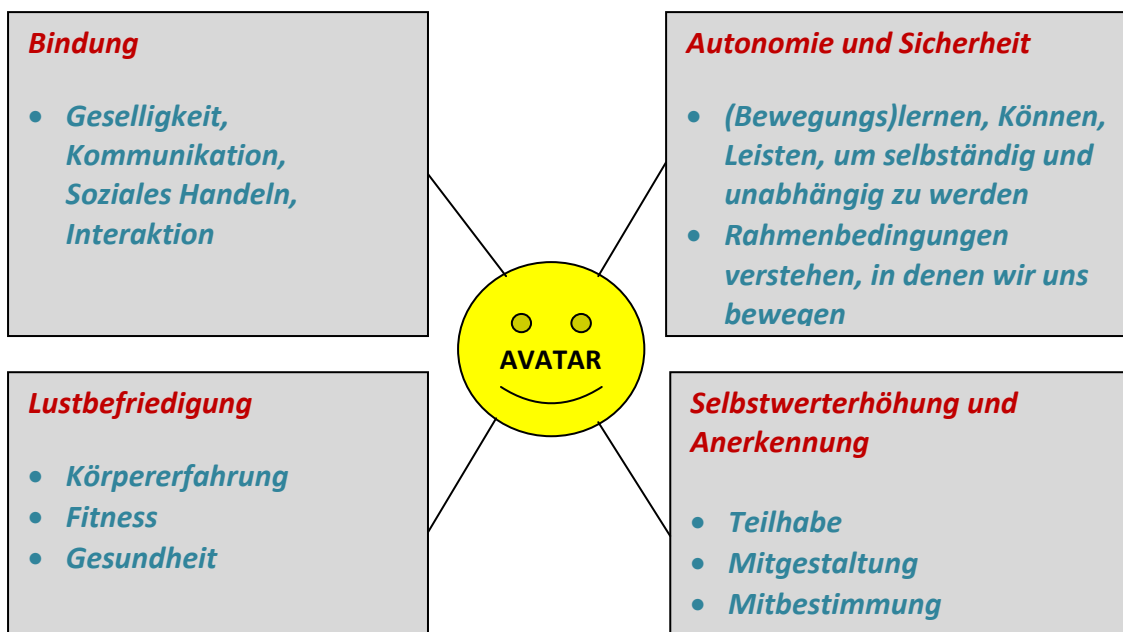 Bindung
• Geselligkeit,
Kommunikation,
Soziales Handeln,
Interaktion
Autonomie und Sicherheit
• (Bewegungs)lernen, Können,
Leisten, um selbständig und
unabhängig zu werden
• Rahmenbedingungen
verstehen, in denen wir uns
bewegen
AVATAR
Lustbefriedigung
• Körpererfahrung
• Fitness
• Gesundheit
Selbstwerterhöhung und
Anerkennung
• Teilhabe
• Mitgestaltung
• Mitbestimmung